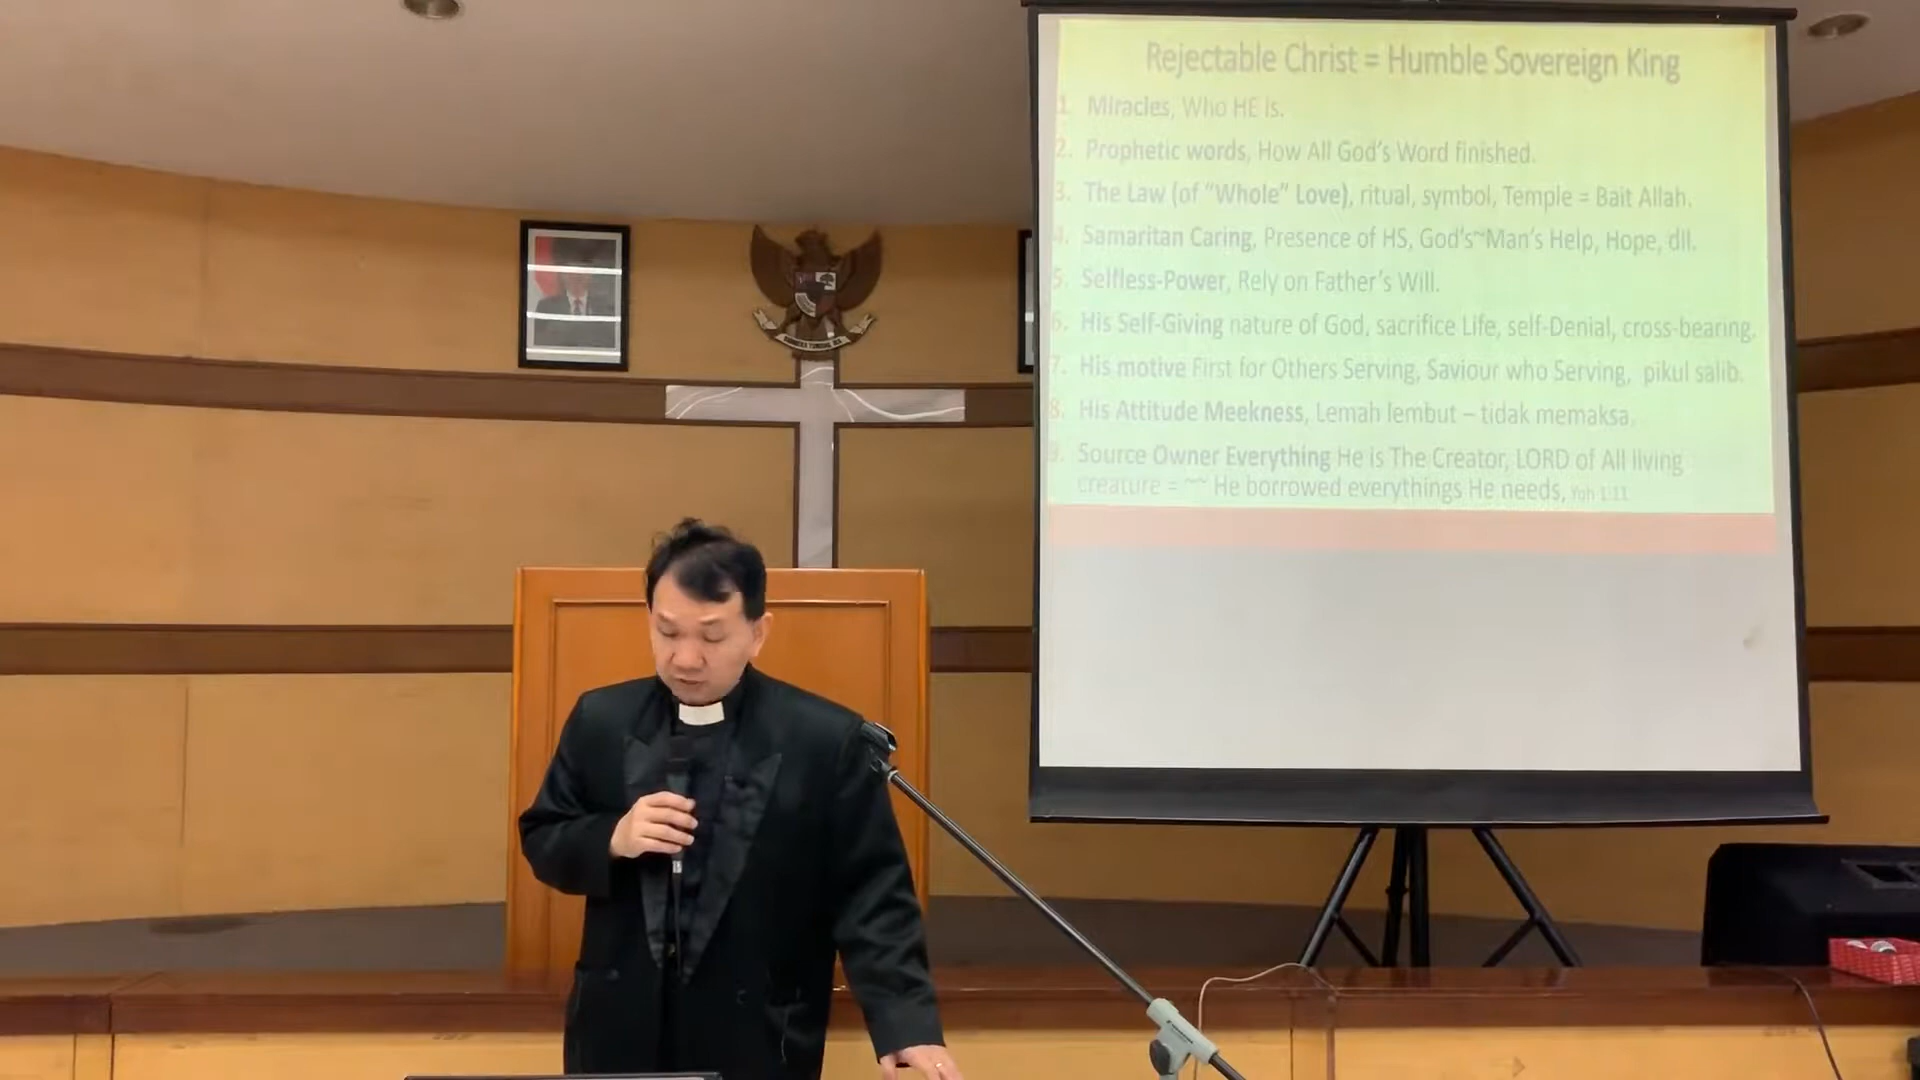 Rejectable Christ = Humble Sovereign King
1. Miracles, Who HE is.
2. Prophetic words, How All God's Word finished.
3. The Law (of "Whole" Love), ritual, symbol, Temple = Bait Allah.
4. Samaritan Caring, Presence of HS, God's~Man's Help, Hope, dll.
5. Selfless-Power, Rely on Father's Will.
6. His Self-Giving nature of God, sacrifice Life, self-Denial, cross-bearing.
7. His motive First for Others Serving, Saviour who Serving, pikul salib.
8. His Attitude Meekness, Lemah lembut – tidak memaksa.
9. Source Owner Everything He is The Creator, LORD of All living
creature = ~~ He borrowed everythings He needs, Yoh 1:11